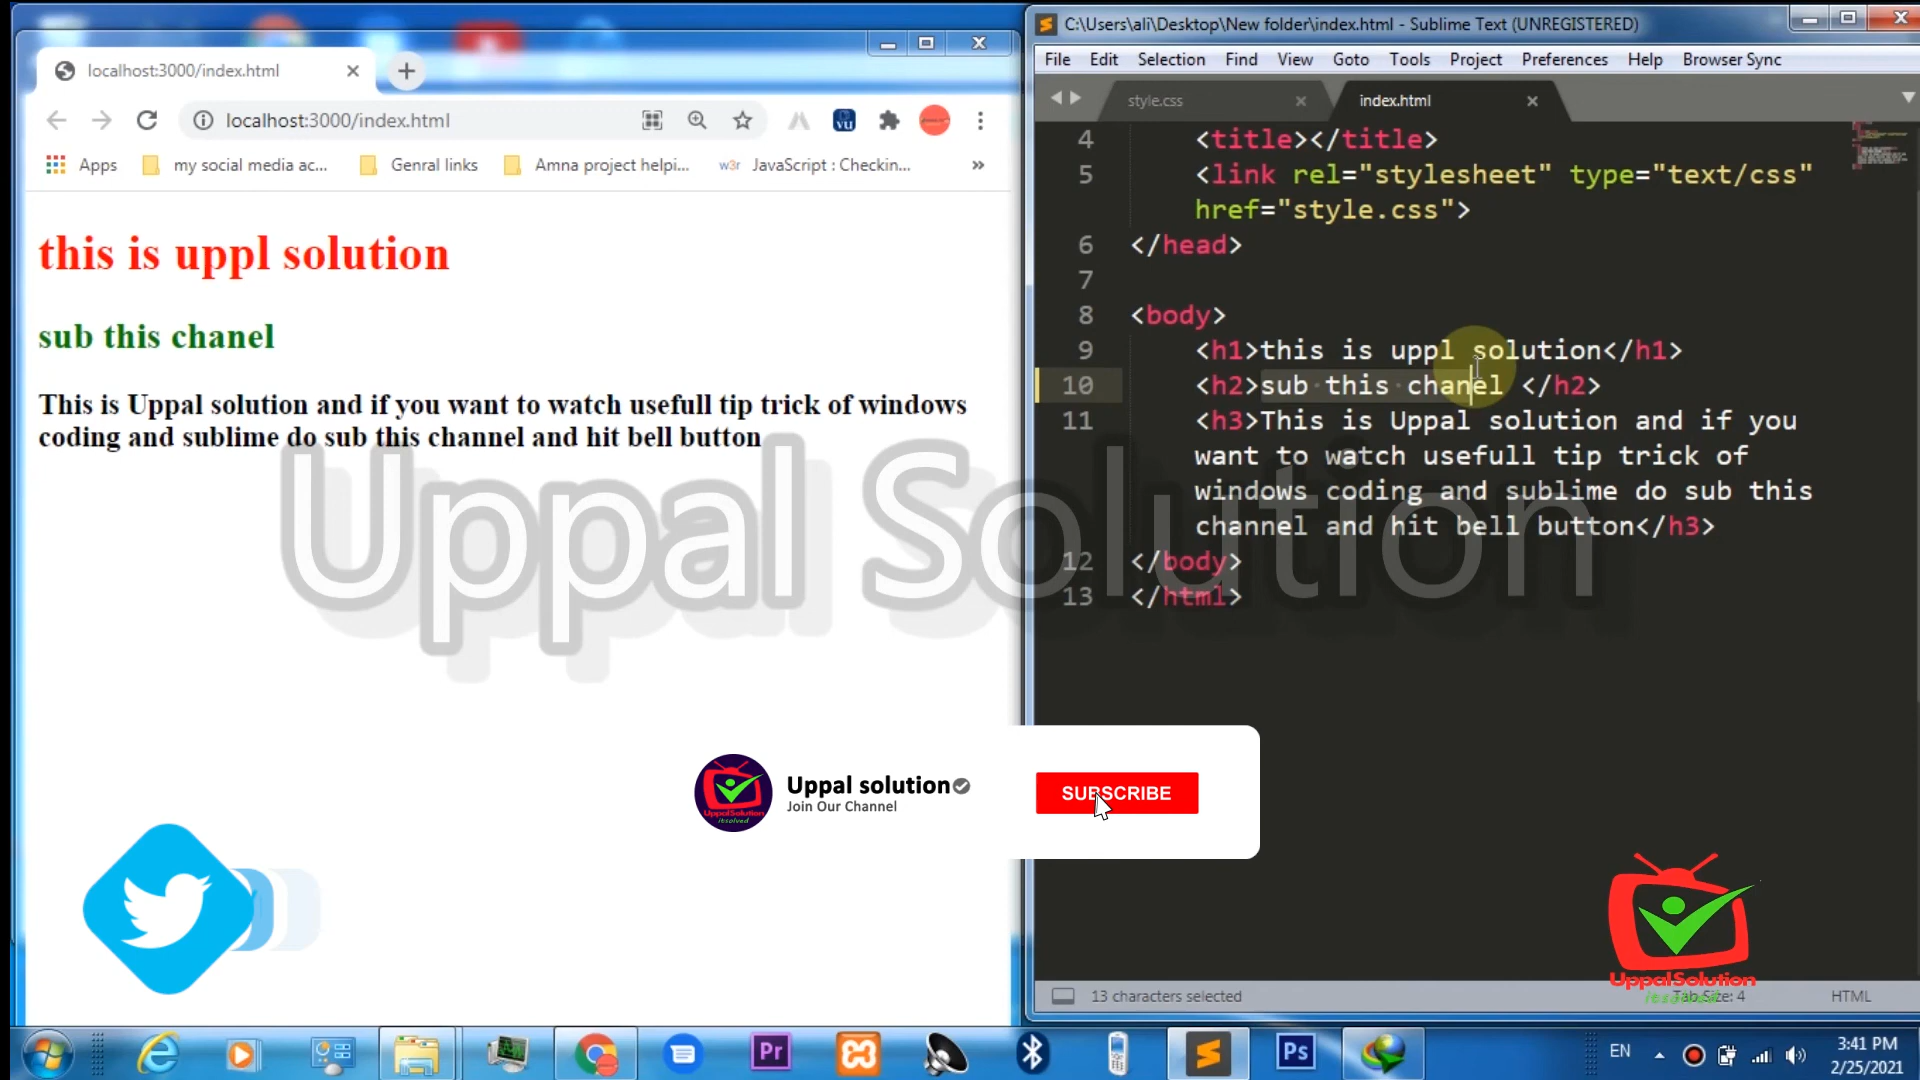 C:\Users\ali\Desktop\New folder\index.html - Sublime Text (UNREGISTERED)
localhost:3000/index.html
File Edit Selection Find View Goto Tools Project Preferences Help Browser Sync
style.css
index.html
localhost:3000/index.html
vu
Apps my social media ac... Genral links Amna project helpi... w3r JavaScript : Checkin... »
this is uppl solution
sub this chanel
This is Uppal solution and if you want to watch usefull tip trick of windows
coding and sublime do sub this channel and hit bell button
4 <title></title>
5 <link rel="stylesheet" type="text/css"
href="style.css">
6 </head>
7
8 <body>
9 <h1>this is uppl solution</h1>
10 <h2>sub this chanel </h2>
11 <h3>This is Uppal solution and if you
want to watch usefull tip trick of
windows coding and sublime do sub this
channel and hit bell button</h3>
12 </body>
13 </html>
Uppal Solution
Uppal solution
Join Our Channel
SUBSCRIBE
UppalSolution
itsolved
UppalSolution
itsolved
13 characters selected
Tab Size: 4
HTML
Pr
Ps
EN
3:41 PM
2/25/2021